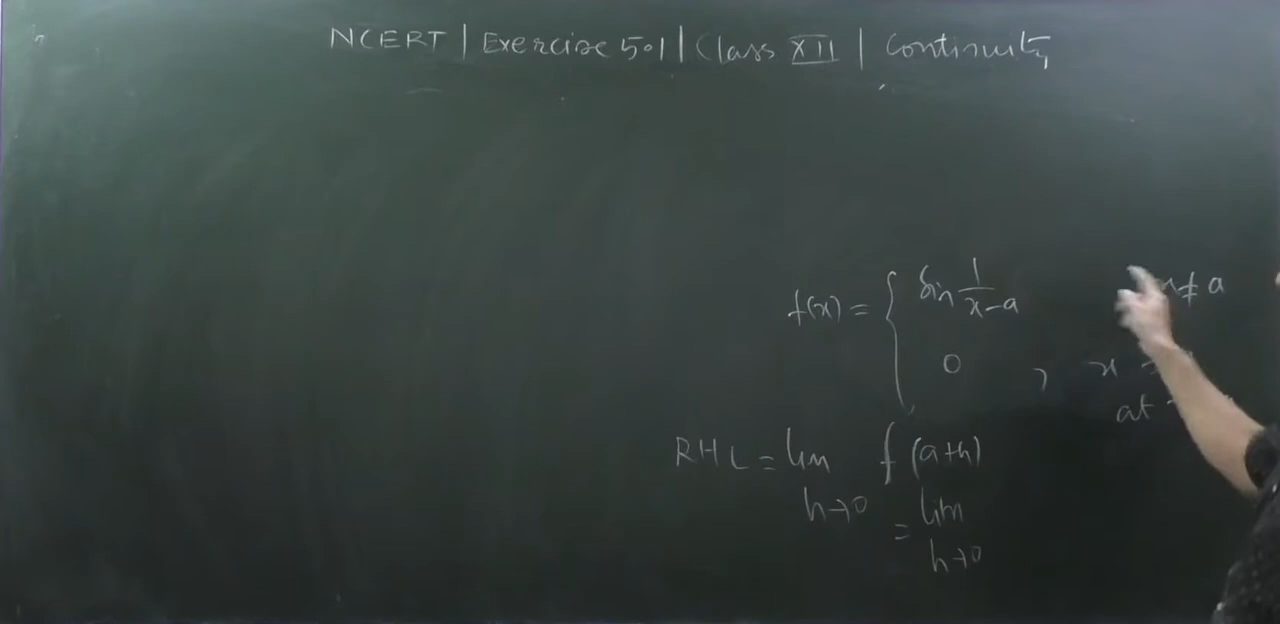 NCERT | Exercise 5.1 | Class XII | Continuity
f(x) = { sin 1/x-a x≠a
0 , x =
at
RHL = lim h→0 f(a+h)
= lim h→0